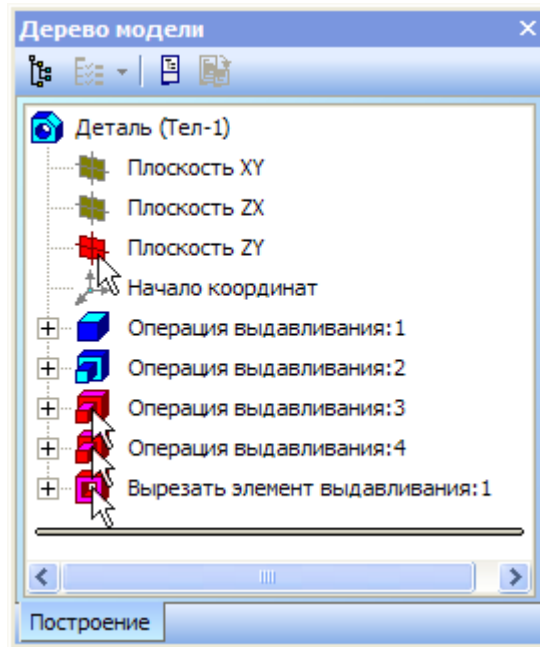 Дерево модели
Деталь (Тел-1)
Плоскость XY
Плоскость ZX
Плоскость ZY
Начало координат
Операция выдавливания:1
Операция выдавливания:2
Операция выдавливания:3
Операция выдавливания:4
Вырезать элемент выдавливания:1
Построение